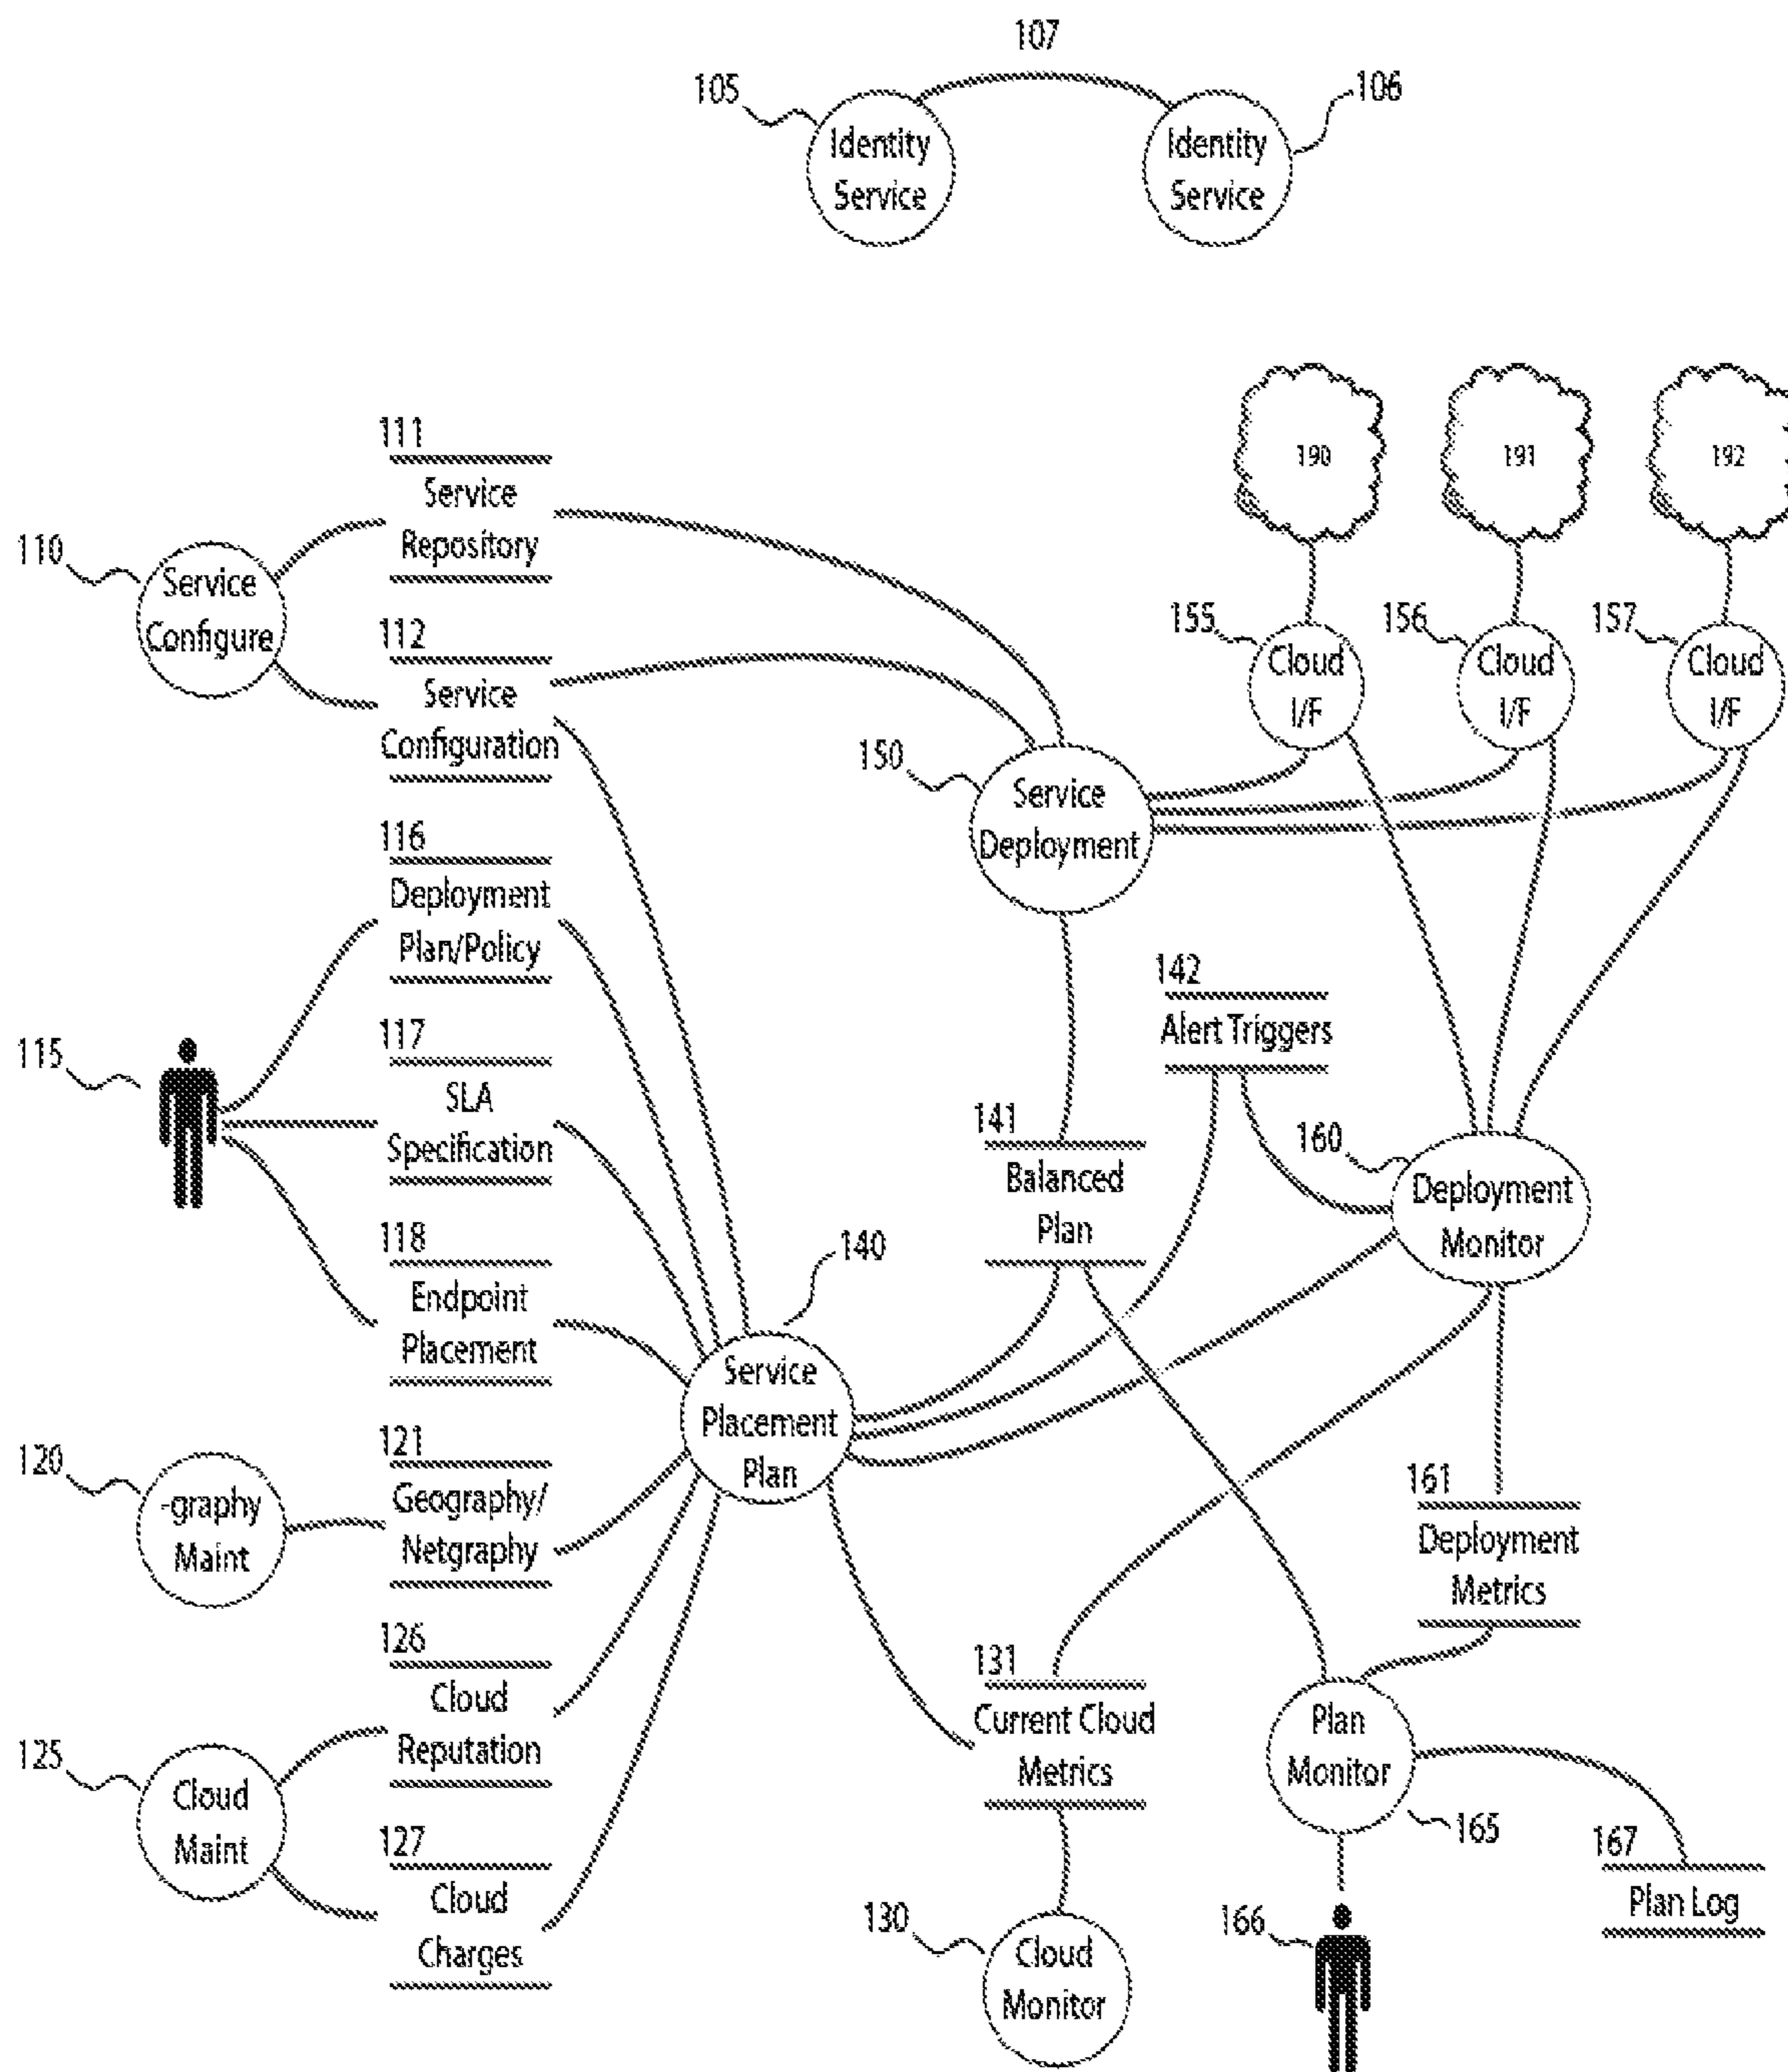 107
105
106
Identity
Service
Identity
Service
190
191
192
111
Service
Repository
110
Service
Configure
112
Service
Configuration
155
Cloud
I/F
156
Cloud
I/F
157
Cloud
I/F
150
Service
Deployment
116
Deployment
Plan/Policy
142
Alert Triggers
115
117
SLA
Specification
141
Balanced
Plan
160
Deployment
Monitor
118
Endpoint
Placement
140
Service
Placement
Plan
120
-graphy
Maint
121
Geography/
Netgraphy
161
Deployment
Metrics
126
Cloud
Reputation
131
Current Cloud
Metrics
Plan
Monitor
165
125
Cloud
Maint
127
Cloud
Charges
167
Plan Log
130
Cloud
Monitor
166